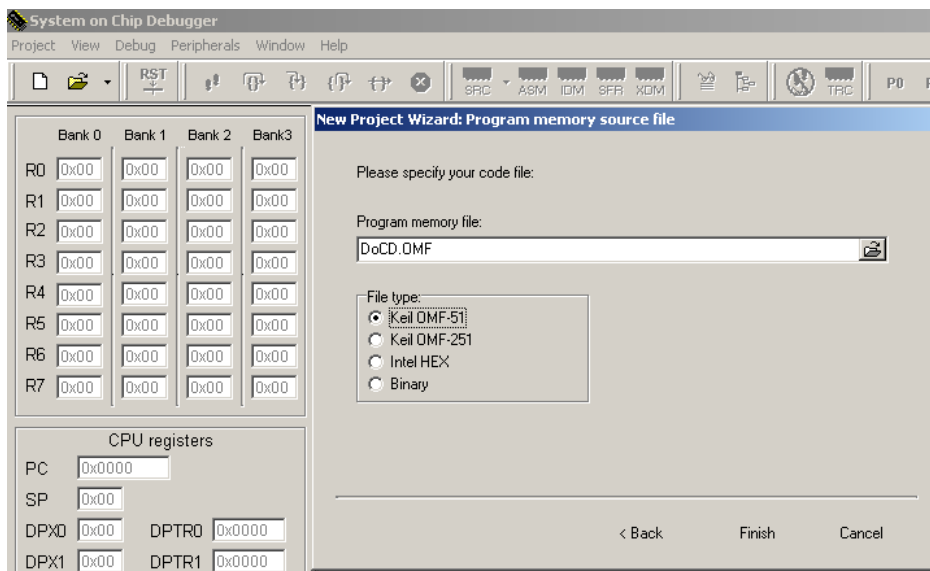 System on Chip Debugger
Project View Debug Peripherals Window Help
RST SRC ASM IDM SFR XDM TRC P0
Bank 0 Bank 1 Bank 2 Bank3
R0 0x00 0x00 0x00 0x00
R1 0x00 0x00 0x00 0x00
R2 0x00 0x00 0x00 0x00
R3 0x00 0x00 0x00 0x00
R4 0x00 0x00 0x00 0x00
R5 0x00 0x00 0x00 0x00
R6 0x00 0x00 0x00 0x00
R7 0x00 0x00 0x00 0x00
CPU registers
PC 0x0000
SP 0x00
DPX0 0x00 DPTR0 0x0000
DPX1 0x00 DPTR1 0x0000
New Project Wizard: Program memory source file
Please specify your code file:
Program memory file:
DoCD.OMF
File type:
Keil OMF-51
Keil OMF-251
Intel HEX
Binary
< Back Finish Cancel